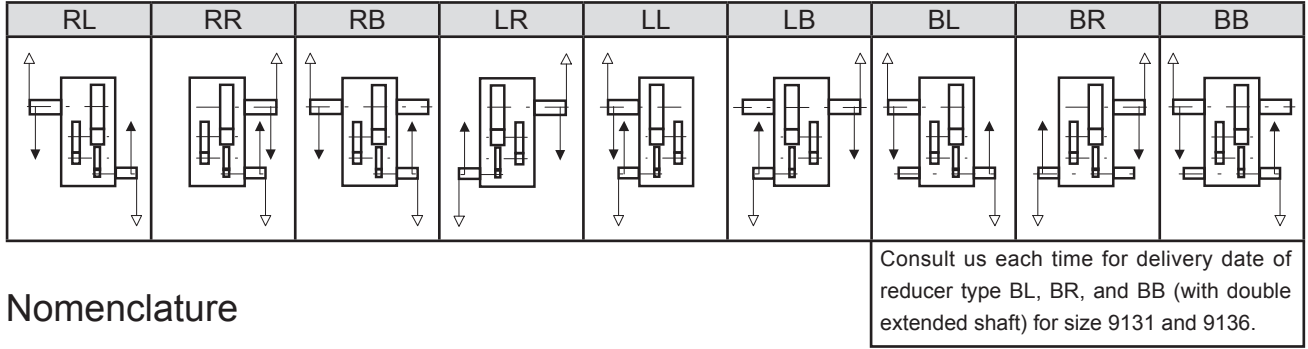 RL RR RB LR LL LB BL BR BB
Consult us each time for delivery date of
reducer type BL, BR, and BB (with double
extended shaft) for size 9131 and 9136.
Nomenclature